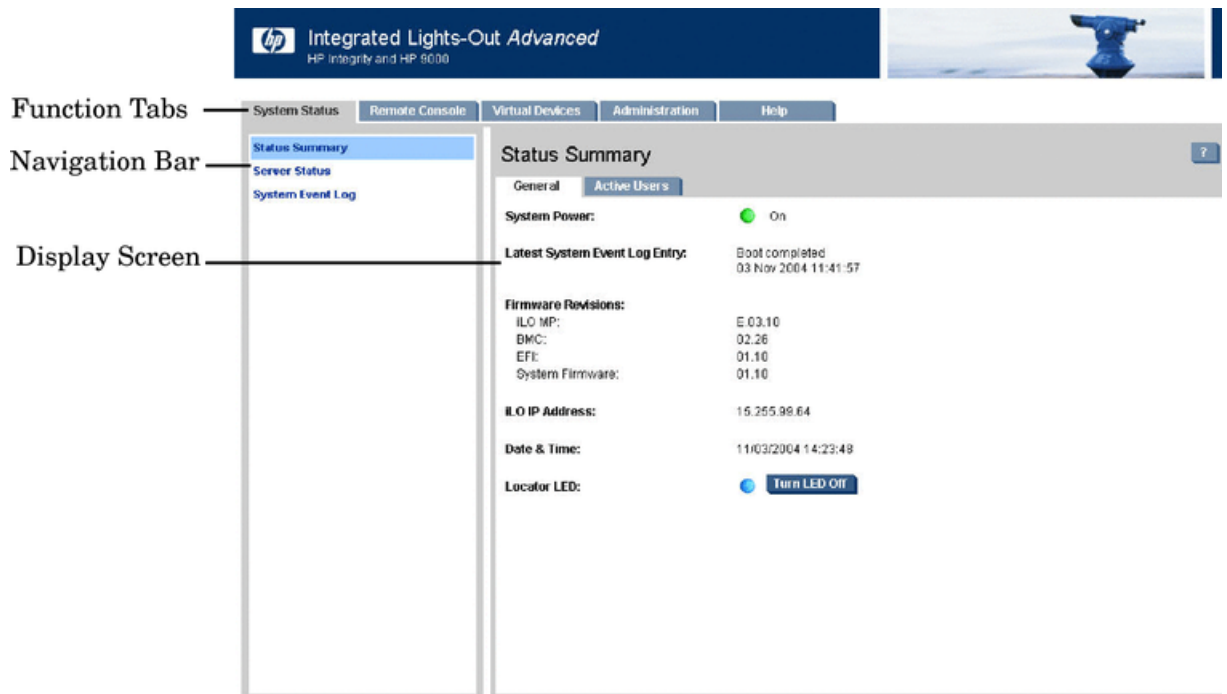 hp
Integrated Lights-Out Advanced
HP Integrity and HP 9000
Function Tabs
System Status
Remote Console
Virtual Devices
Administration
Help
Navigation Bar
Status Summary
Server Status
System Event Log
Display Screen
Status Summary
?
General
Active Users
System Power: On
Latest System Event Log Entry: Boot completed
03 Nov 2004 11:41:57
Firmware Revisions:
iLO MP: E.03.10
BMC: 02.26
EFI: 01.10
System Firmware: 01.10
iLO IP Address: 15.255.99.64
Date & Time: 11/03/2004 14:23:48
Locator LED: Turn LED Off